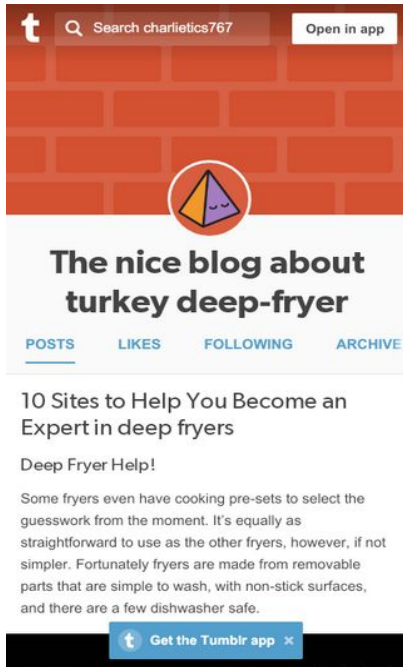 t Search charlietics767 Open in app
The nice blog about
turkey deep-fryer
POSTS LIKES FOLLOWING ARCHIVE
10 Sites to Help You Become an
Expert in deep fryers
Deep Fryer Help!
Some fryers even have cooking pre-sets to select the
guesswork from the moment. It's equally as
straightforward to use as the other fryers, however, if not
simpler. Fortunately fryers are made from removable
parts that are simple to wash, with non-stick surfaces,
and there are a few dishwasher safe.
t Get the Tumblr app ×